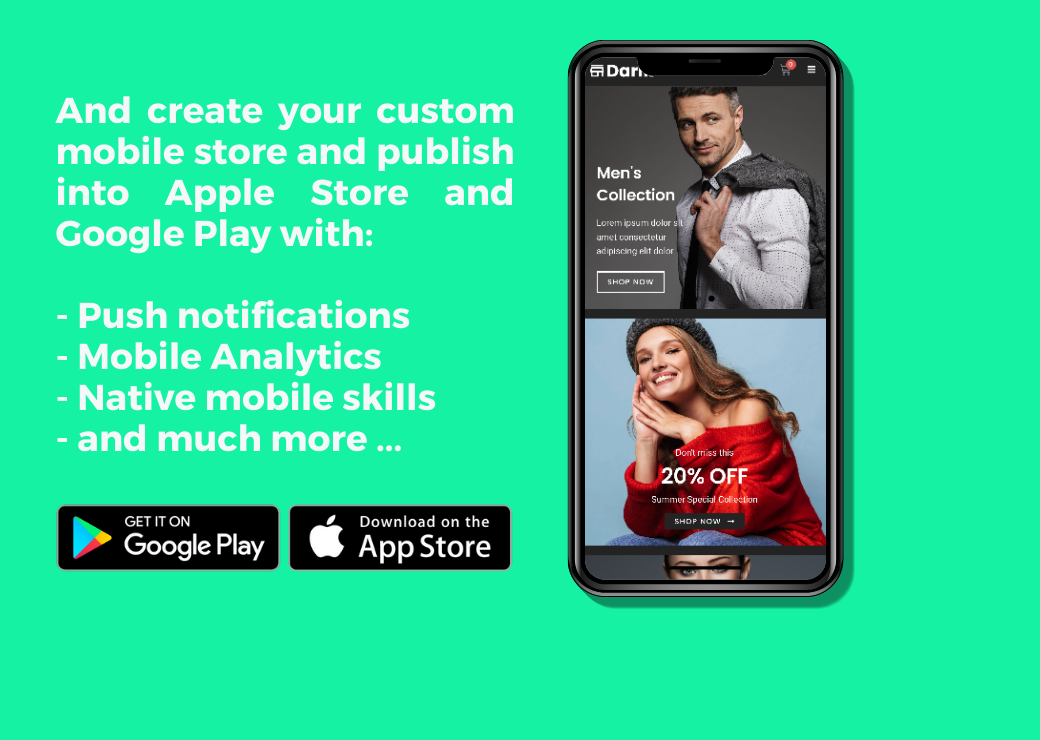 And create your custom
mobile store and publish
into Apple Store and
Google Play with:
- Push notifications
- Mobile Analytics
- Native mobile skills
- and much more ...
GET IT ON
Google Play
Download on the
App Store
0
Men's
Collection
Lorem ipsum dolor sit
amet consectetur
adipiscing elit dolor
SHOP NOW
Don't miss this
20% OFF
Summer Special Collection
SHOP NOW →